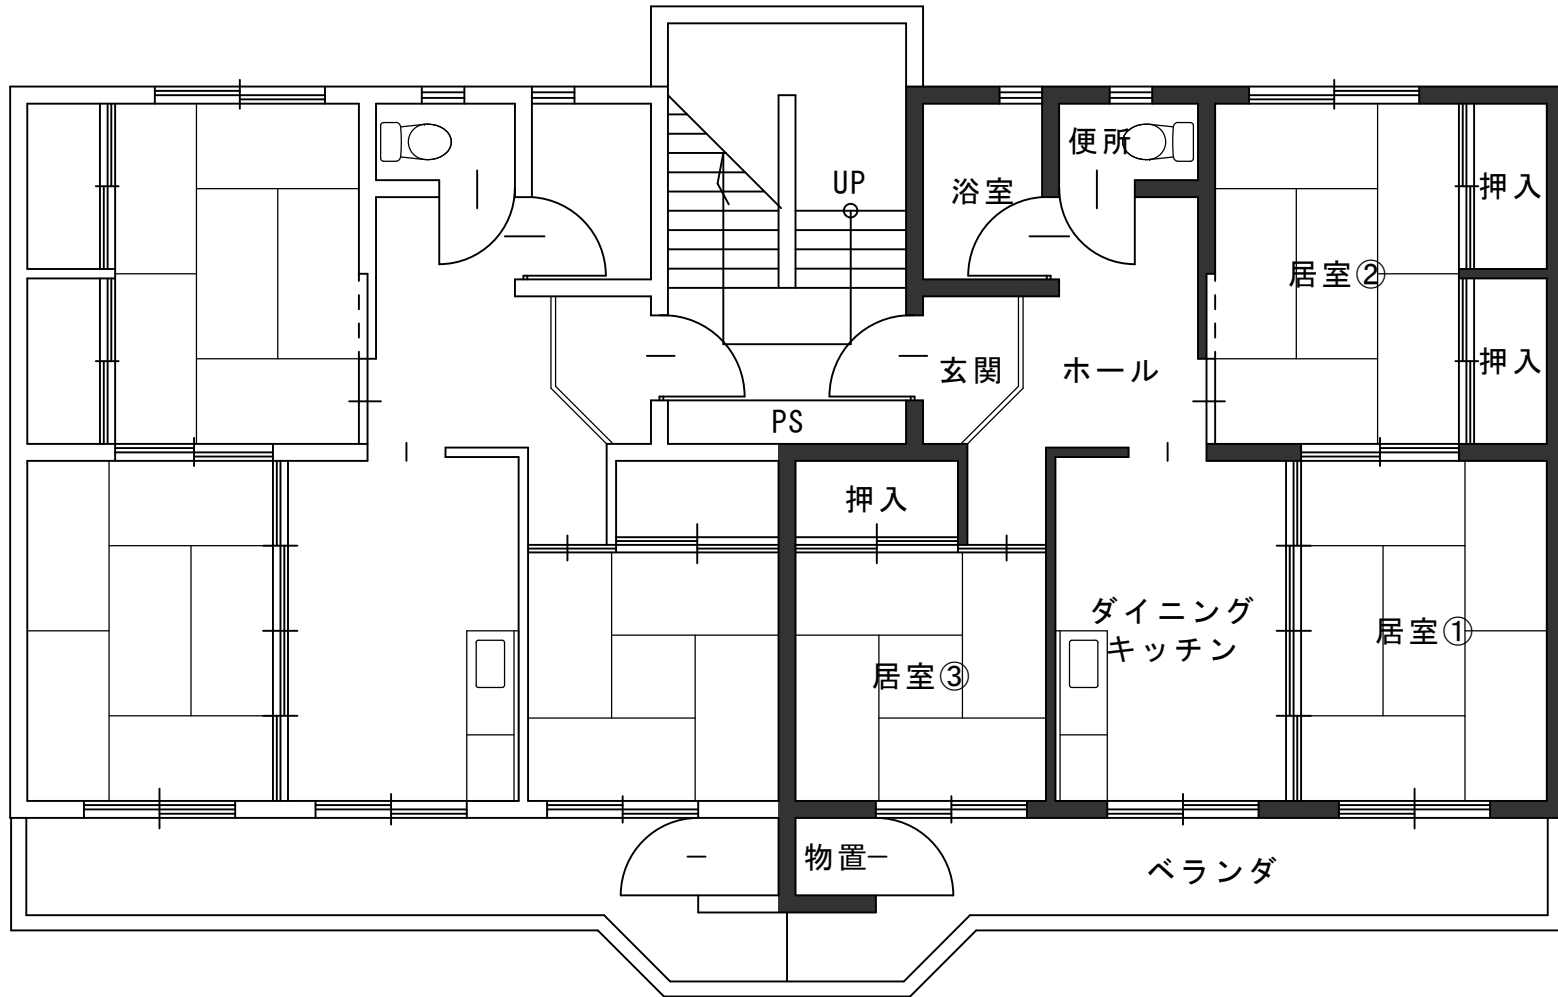 便所
UP
浴室
押入
居室②
押入
玄関
ホール
PS
押入
ダイニング
キッチン
居室①
居室③
物置
ベランダ